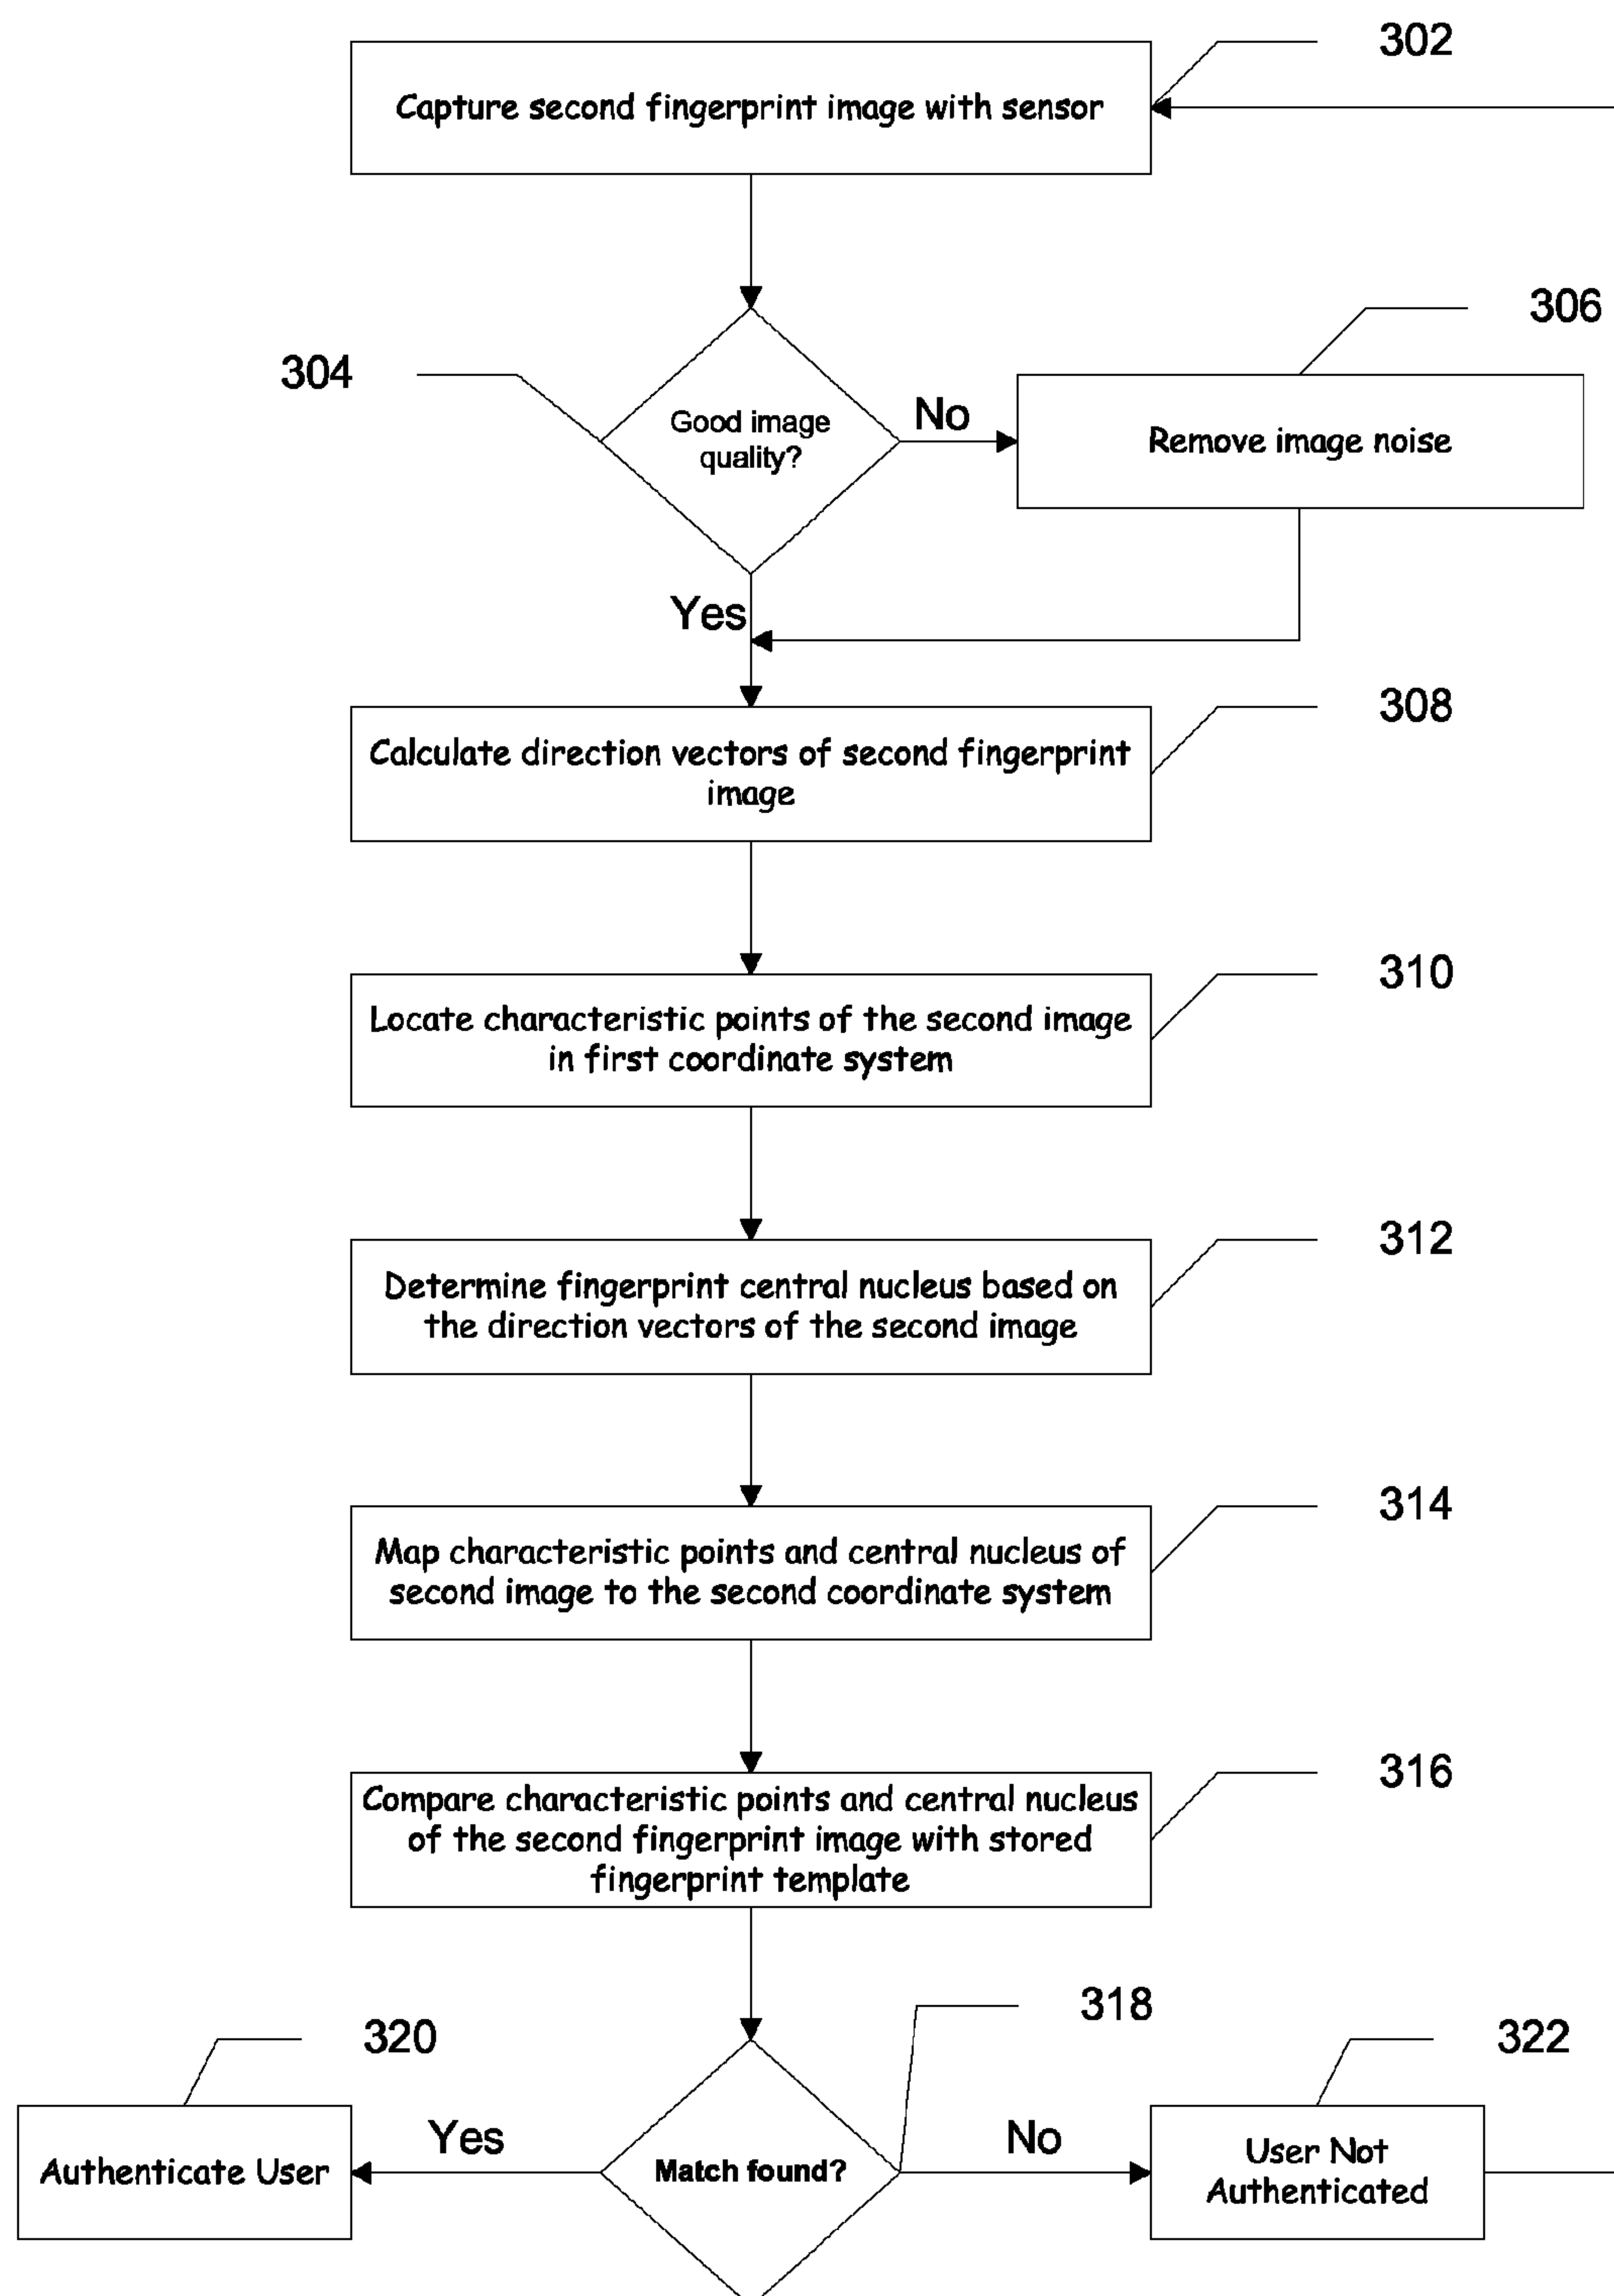 302
Capture second fingerprint image with sensor
306
304
Good image
quality?
No
Remove image noise
Yes
308
Calculate direction vectors of second fingerprint
image
310
Locate characteristic points of the second image
in first coordinate system
312
Determine fingerprint central nucleus based on
the direction vectors of the second image
314
Map characteristic points and central nucleus of
second image to the second coordinate system
316
Compare characteristic points and central nucleus
of the second fingerprint image with stored
fingerprint template
318
320
322
Authenticate User
Yes
Match found?
No
User Not
Authenticated